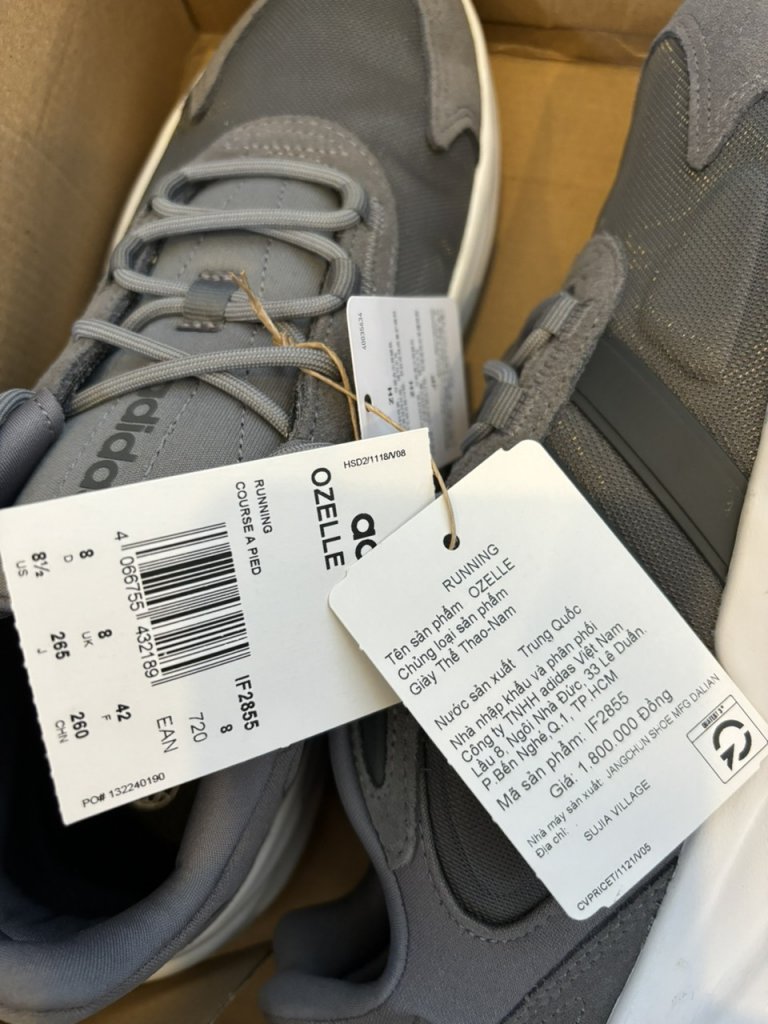 adidas
HSD2/1118/V08
ad
OZELLE
RUNNING
COURSE A PIED
4 066755 432189
IF2855
8
720
EAN
8 8 42
D UK F
8½ 265 260
US J CHN
PO# 132240190
RUNNING
Tên sản phẩm OZELLE
Chủng loại sản phẩm
Giày Thể Thao-Nam
Nước sản xuất Trung Quốc
Nhà nhập khẩu và phân phối
Công ty TNHH adidas Việt Nam
Lầu 8, Ngôi Nhà Đức, 33 Lê Duẩn.
P.Bến Nghé,Q.1, TP HCM
Mã sản phẩm: IF2855
Giá: 1.800.000 Đồng
Nhà máy sản xuất: JANGCHUN SHOE MFG DALIAN
Địa chỉ: SUJIA VILLAGE
CVPRICET/1121/V05